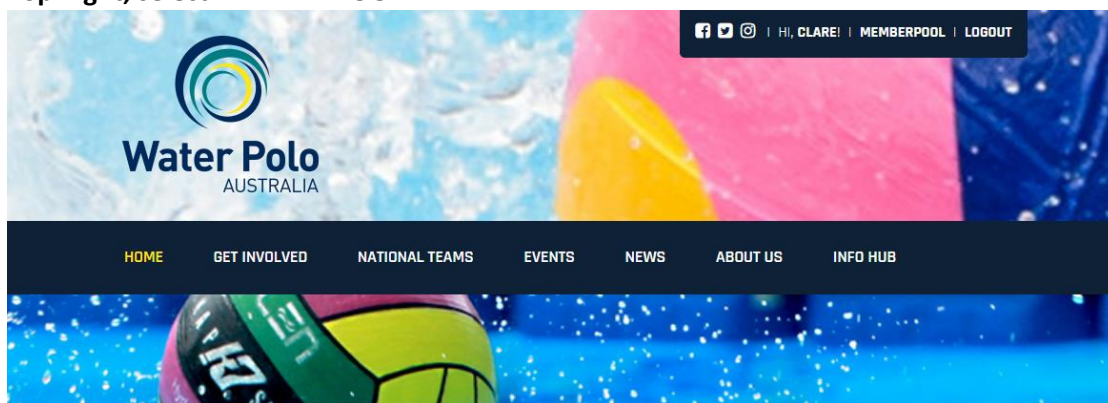 HI, CLARE! | MEMBERPOOL | LOGOUT
Water Polo
AUSTRALIA
HOME GET INVOLVED NATIONAL TEAMS EVENTS NEWS ABOUT US INFO HUB